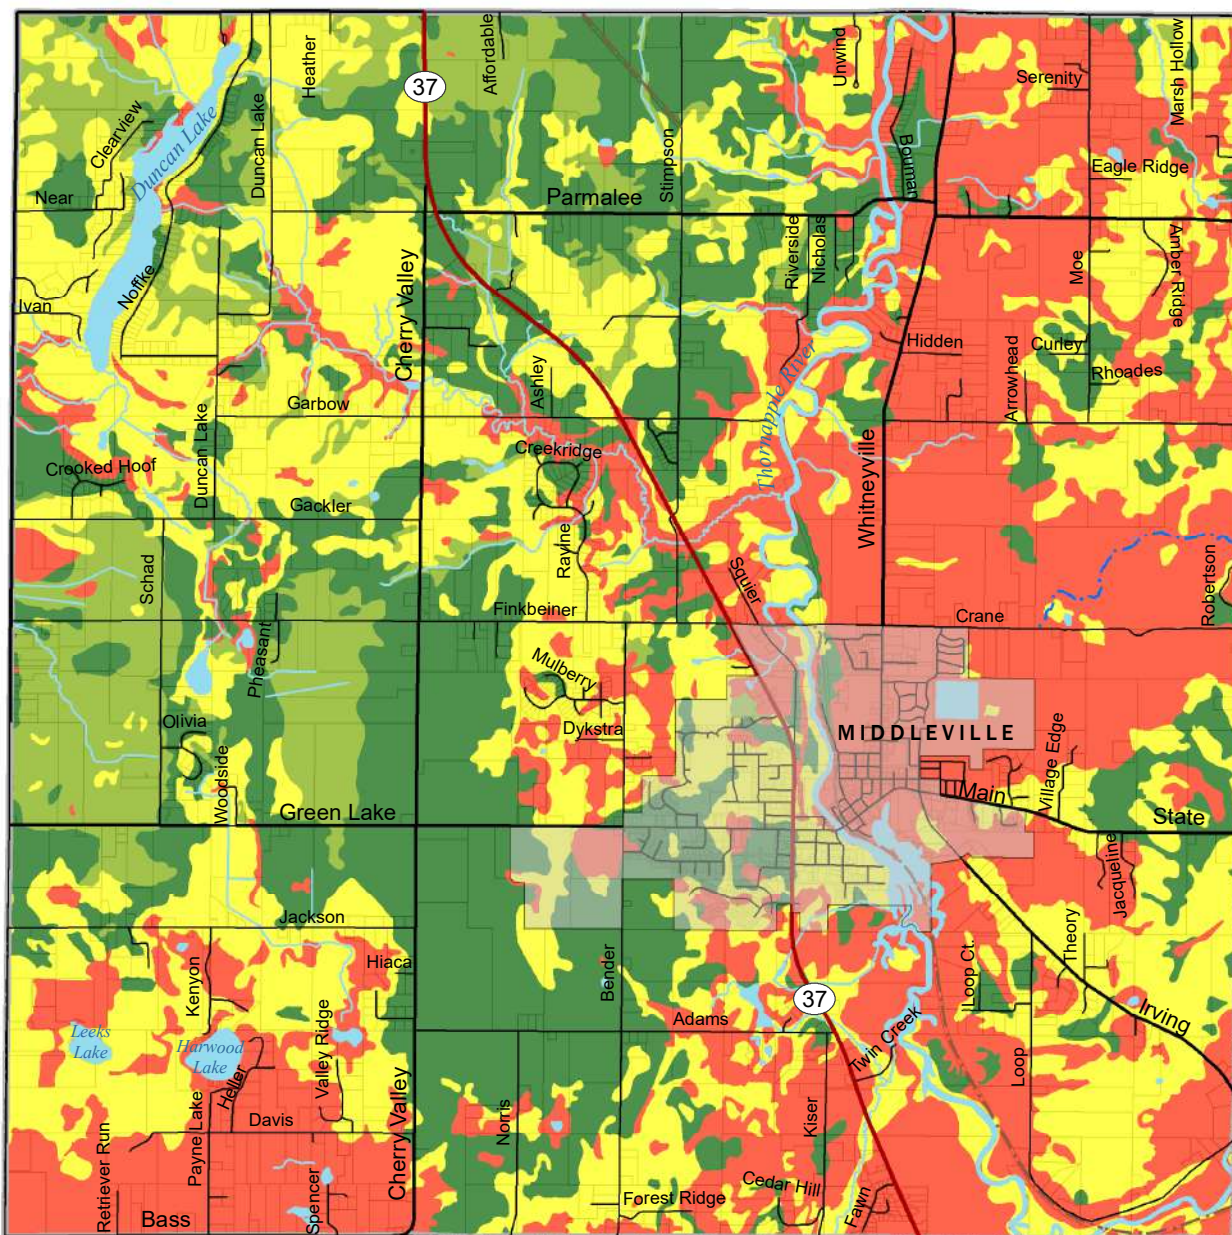 Affordable
Heather
Unwind
Marsh Hollow
Serenity
37
Clearview
Duncan Lake
Duncan Lake
Stimpson
Bouman
Eagle Ridge
Near
Parmalee
Riverside
Nicholas
Moe
Amber Ridge
Noffke
Ivan
Cherry Valley
Hidden
Arrowhead
Curley
Rhoades
Ashley
Thornapple River
Garbow
Duncan Lake
Creekridge
Whitneyville
Crooked Hoof
Gackler
Schad
Rayine
Squier
Robertson
Finkbeiner
Crane
Pheasant
Mulberry
Olivia
Dykstra
MIDDLEVILLE
Woodside
Village Edge
Main
Green Lake
State
Jacqueline
Jackson
Theory
Kenyon
Hiaca
Bender
Loop Ct.
37
Irving
Leeks
Lake
Harwood
Lake
Valley Ridge
Adams
Twin Creek
Heller
Loop
Payne Lake
Davis
Cherry Valley
Norris
Kiser
Retriever Run
Spencer
Cedar Hill
Forest Ridge
Fawn
Bass